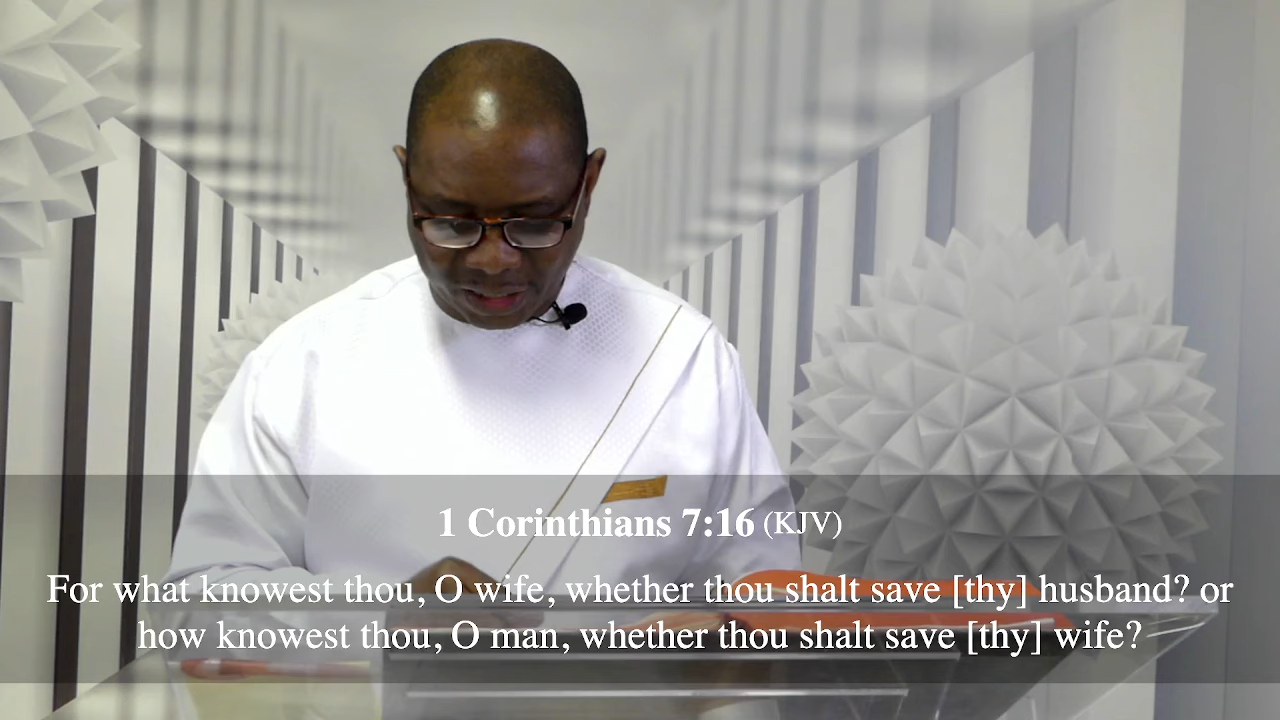 1 Corinthians 7:16 (KJV)
For what knowest thou, O wife, whether thou shalt save [thy] husband? or
how knowest thou, O man, whether thou shalt save [thy] wife?